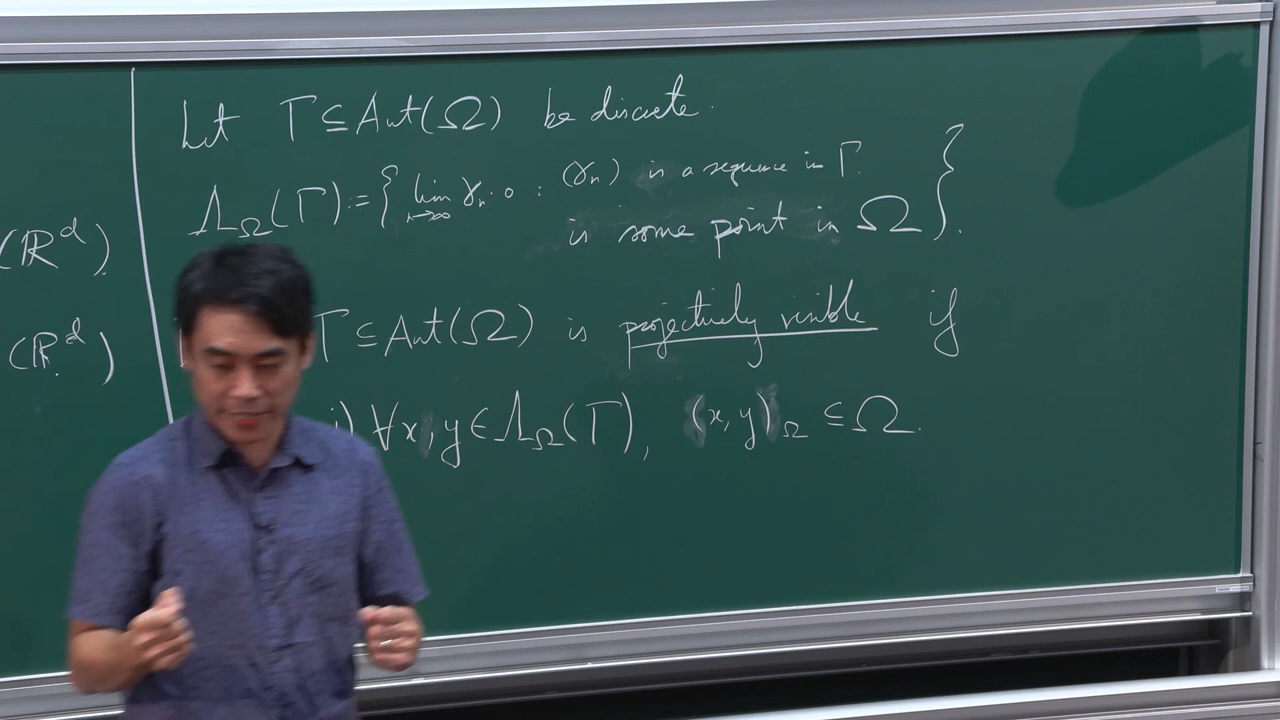 Let Γ ⊆ Aut(Ω) be discrete.
Λ_Ω(Γ) := { lim_{n→∞} γ_n · o : (γ_n) is a sequence in Γ.
is some point in Ω }.
(ℝ^d)
Γ ⊆ Aut(Ω) is projectively visible if
(ℝ^d)
i) ∀x, y ∈ Λ_Ω(Γ), (x, y)_Ω ⊆ Ω.